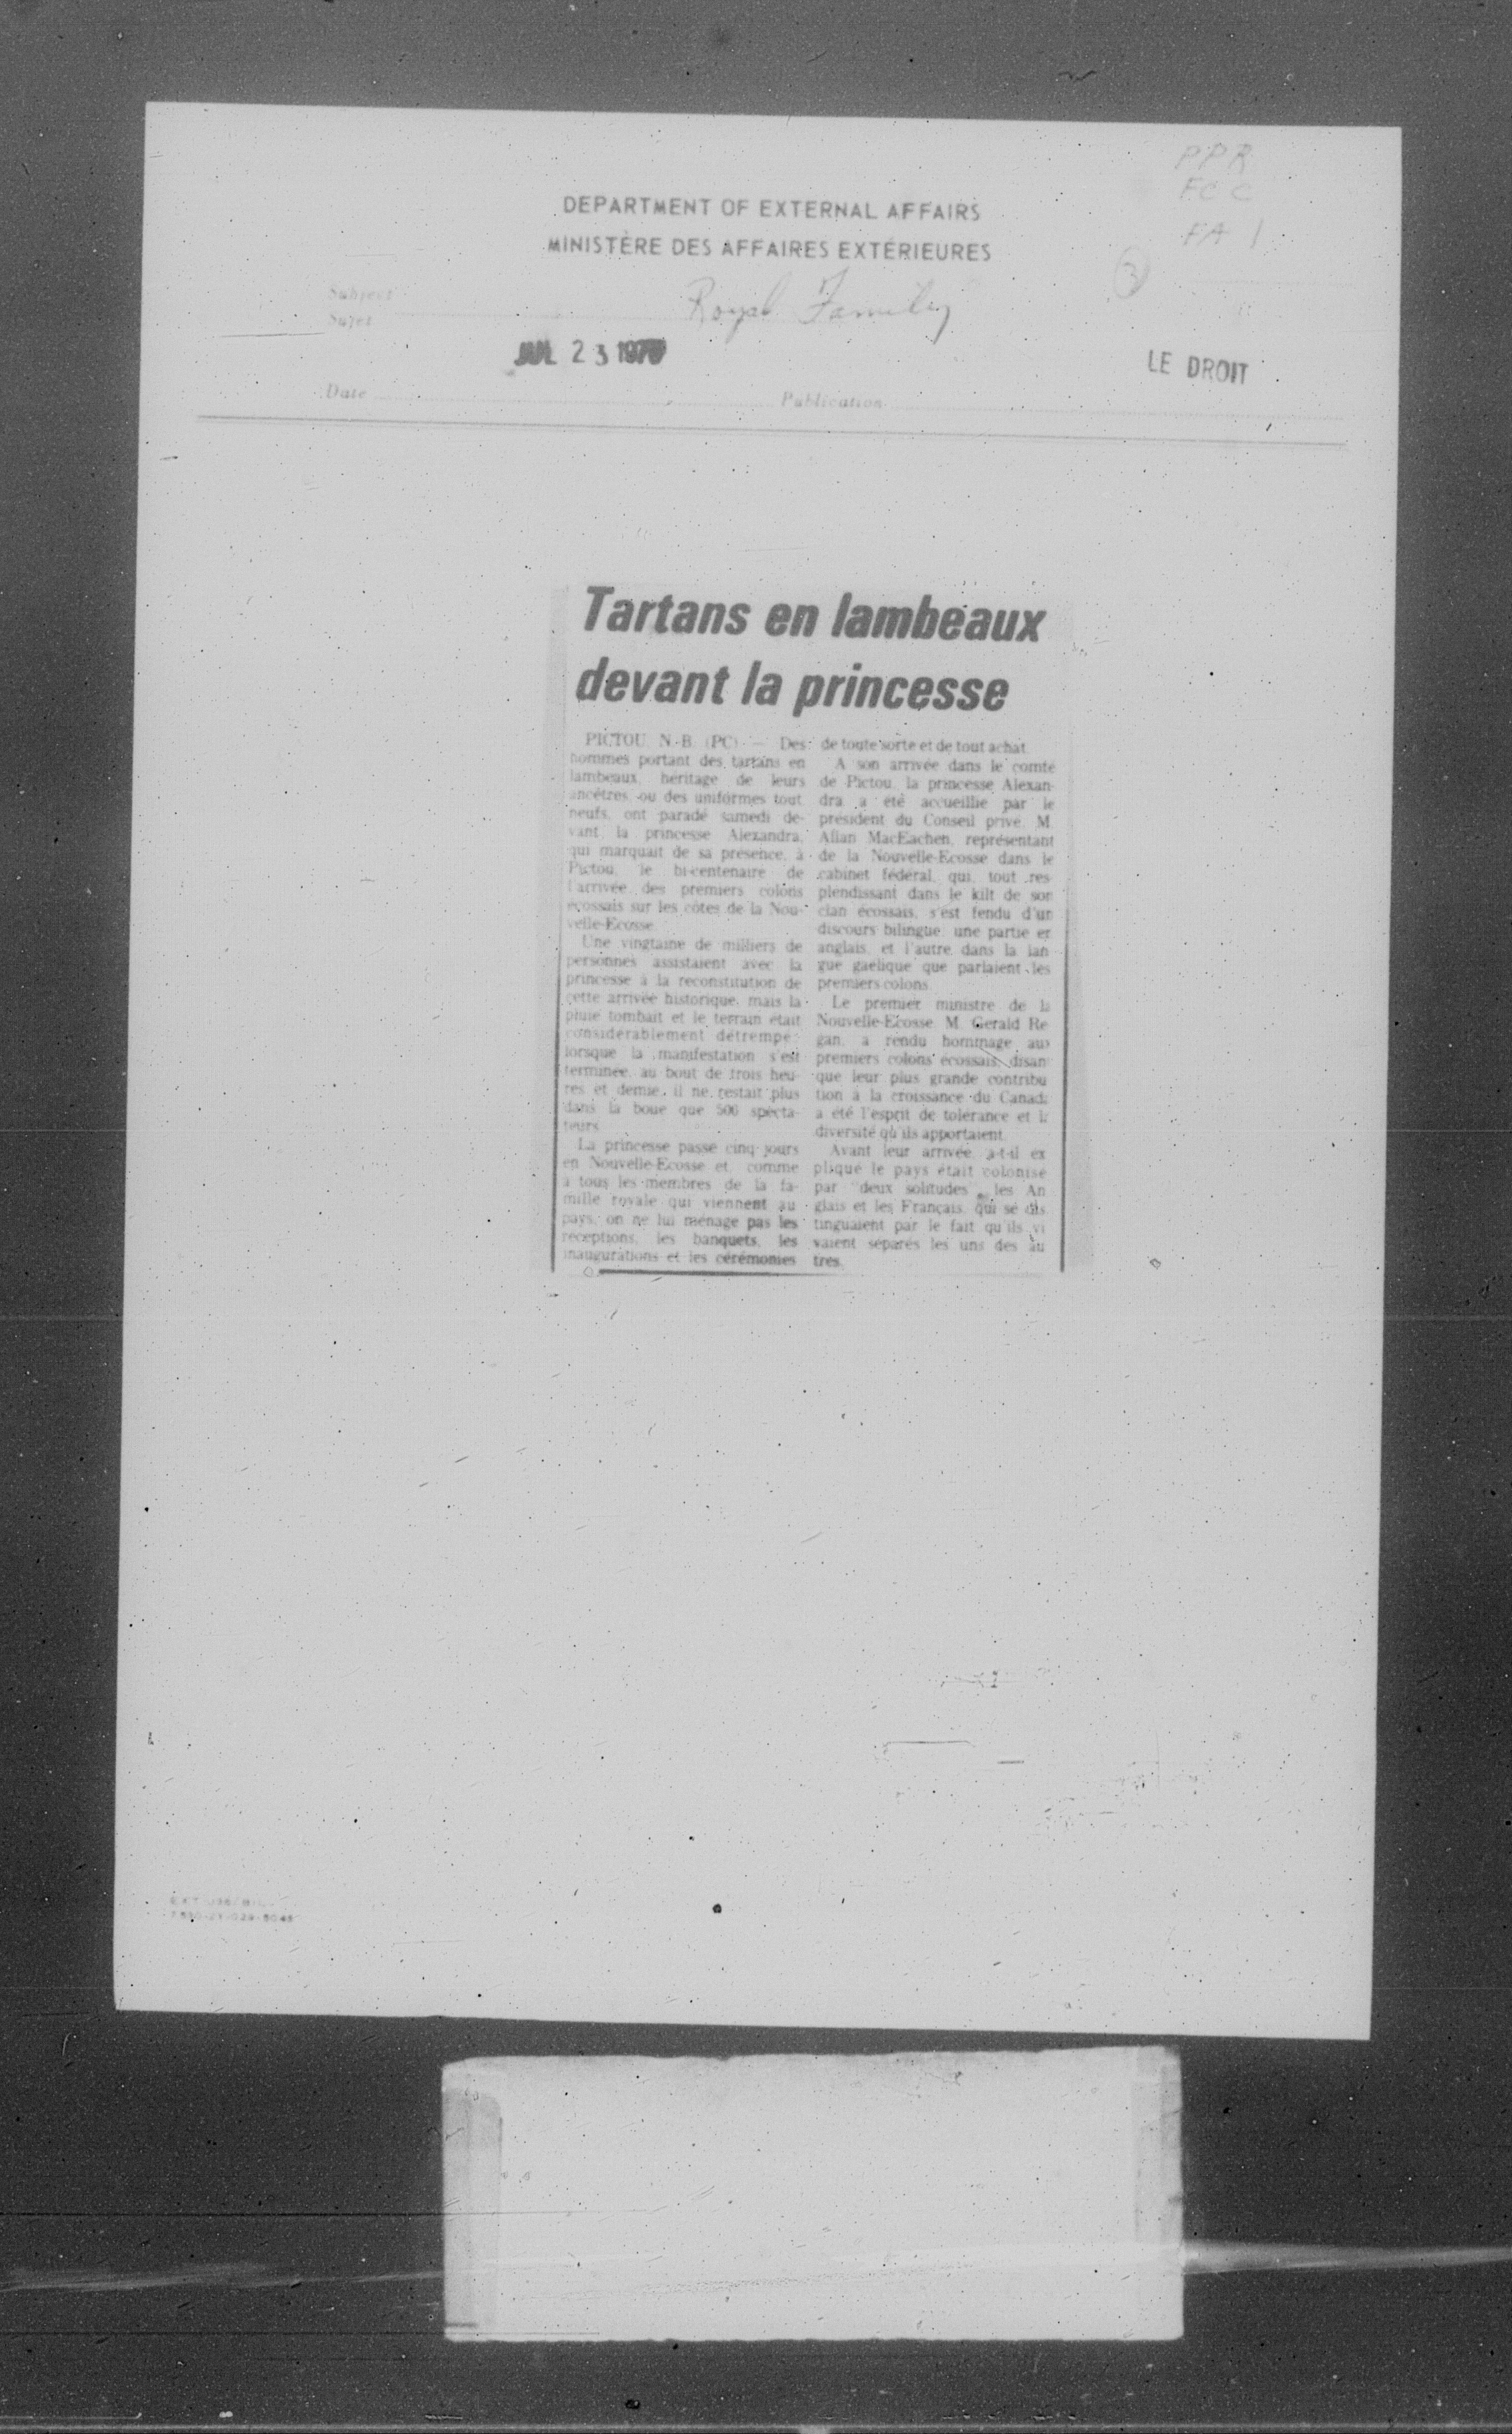 PPR
FCC
FA 1
3
DEPARTMENT OF EXTERNAL AFFAIRS
MINISTÈRE DES AFFAIRES EXTÉRIEURES
Subject
Sujet
Royal Family
JUL 23
LE DROIT
Date
Publication
Tartans en lambeaux
devant la princesse
PICTOU, N.-B. (PC) — Des
hommes portant des tartans en
lambeaux, héritage de leurs
ancêtres ou des uniformes tout
neufs, ont paradé samedi de-
vant la princesse Alexandra,
qui marquait de sa présence, à
Pictou, le bi-centenaire de
l'arrivée des premiers colons
écossais sur les côtes de la Nou-
velle-Ecosse.
Une vingtaine de milliers de
personnes assistaient avec la
princesse à la reconstitution de
cette arrivée historique, mais la
pluie tombait et le terrain était
considérablement détrempé:
lorsque la manifestation s'est
terminée, au bout de trois heu-
res et demie, il ne restait plus
dans la boue que 500 specta-
teurs.
La princesse passe cinq jours
en Nouvelle-Ecosse et, comme
à tous les membres de la fa-
mille royale qui viennent au
pays, on ne lui ménage pas les
réceptions, les banquets, les
inaugurations et les cérémonies
de toute sorte et de tout achat.
A son arrivée dans le comté
de Pictou, la princesse Alexan-
dra a été accueillie par le
président du Conseil privé, M.
Allan MacEachen, représentant
de la Nouvelle-Ecosse dans le
cabinet fédéral, qui, tout res-
plendissant dans le kilt de son
clan écossais, s'est fendu d'un
discours bilingue, une partie en
anglais, et l'autre dans la lan-
gue gaélique que parlaient les
premiers colons.
Le premier ministre de la
Nouvelle-Ecosse, M. Gerald Re-
gan, a rendu hommage aux
premiers colons écossais, disan
que leur plus grande contribu
tion à la croissance du Canada
a été l'esprit de tolérance et la
diversité qu'ils apportaient.
Avant leur arrivée, a-t-il ex
pliqué le pays était colonisé
par "deux solitudes", les An
glais et les Français, qui se dis
tinguaient par le fait qu'ils vi
vaient séparés les uns des au
tres.